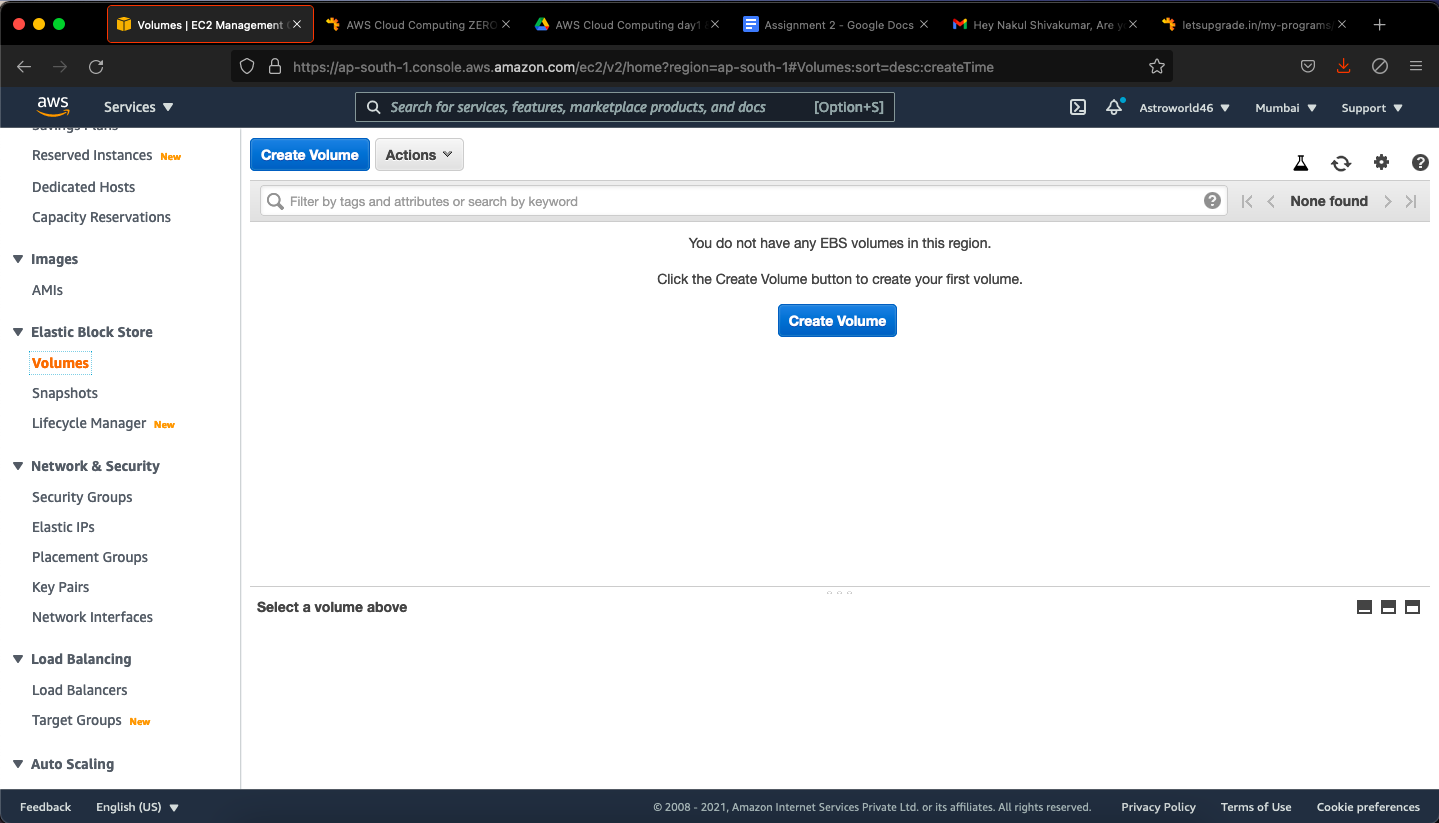 Volumes | EC2 Management
AWS Cloud Computing ZERO
AWS Cloud Computing day1
Assignment 2 - Google Docs
Hey Nakul Shivakumar, Are
letsupgrade.in/my-programs
https://ap-south-1.console.aws.amazon.com/ec2/v2/home?region=ap-south-1#Volumes:sort=desc:createTime
aws
Services
Search for services, features, marketplace products, and docs
[Option+S]
Astroworld46
Mumbai
Support
Savings Plans
Reserved Instances New
Dedicated Hosts
Capacity Reservations
Images
AMIs
Elastic Block Store
Volumes
Snapshots
Lifecycle Manager New
Network & Security
Security Groups
Elastic IPs
Placement Groups
Key Pairs
Network Interfaces
Load Balancing
Load Balancers
Target Groups New
Auto Scaling
Create Volume
Actions
Filter by tags and attributes or search by keyword
None found
You do not have any EBS volumes in this region.
Click the Create Volume button to create your first volume.
Create Volume
Select a volume above
Feedback
English (US)
© 2008 - 2021, Amazon Internet Services Private Ltd. or its affiliates. All rights reserved.
Privacy Policy
Terms of Use
Cookie preferences